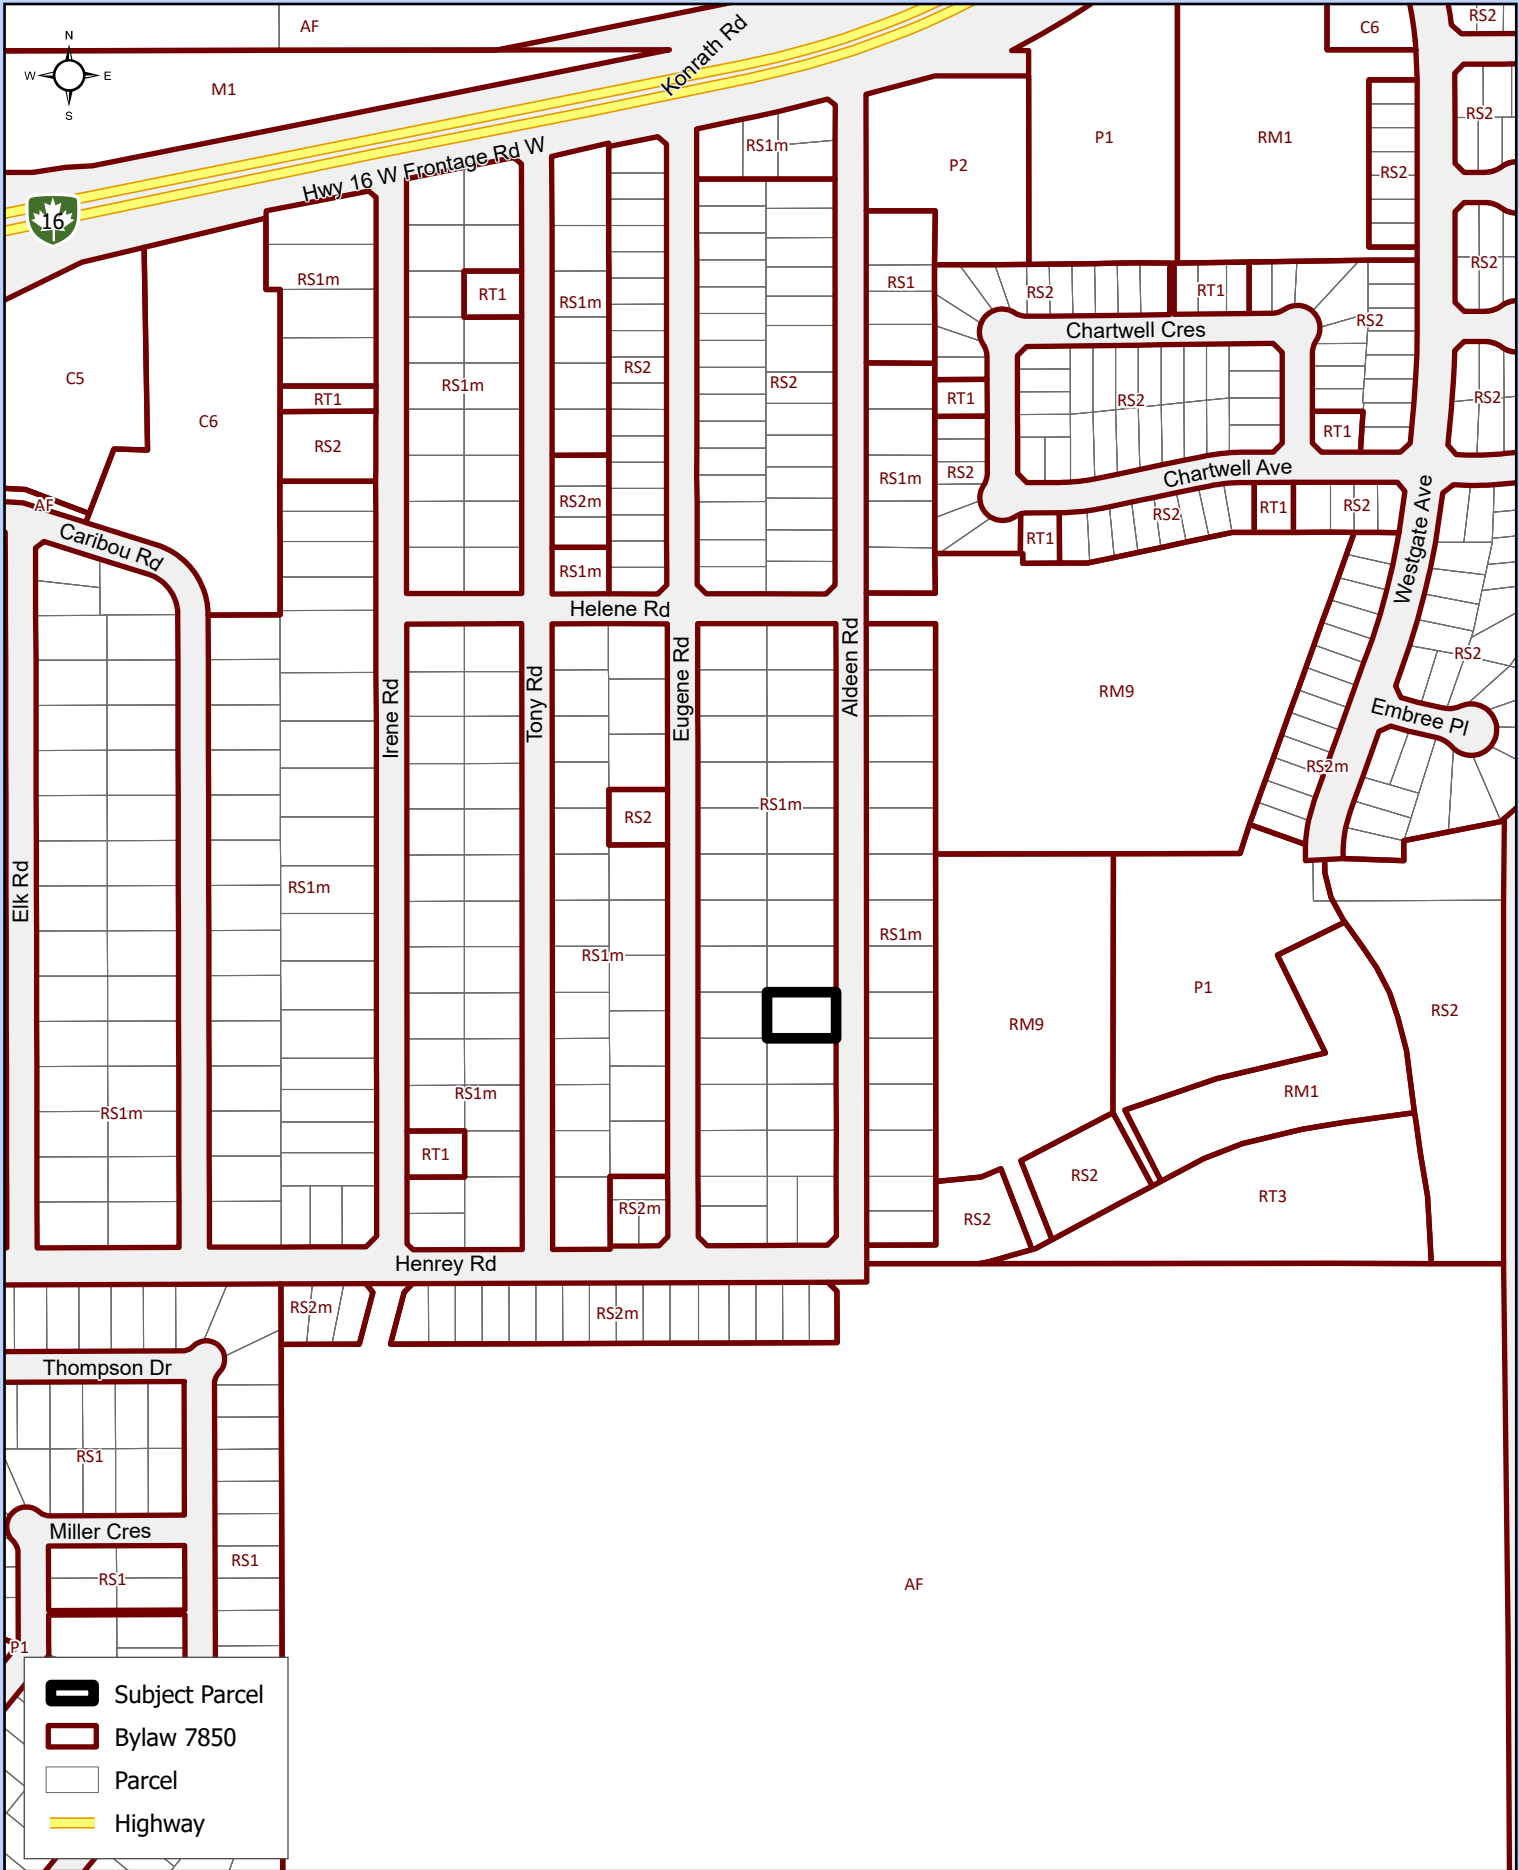 AF
RS2
C6
Konrath Rd
N
W E
S
M1
RS2
P1
RM1
RS1m
Hwy 16 W Frontage Rd W
P2
RS2
16
RS1m
RT1
RS1m
RS1
RS2
RT1
RS2
RS2
Chartwell Cres
C5
RS1m
RS2
RS2
RT1
RT1
RS2
RS2
C6
RS2
RT1
RS1m
RS2
Chartwell Ave
AF
RS2m
RS2
RT1
RS2
Westgate Ave
Caribou Rd
RS1m
RT1
Helene Rd
Irene Rd
Tony Rd
Eugene Rd
Aldeen Rd
RM9
RS2
Embree Pl
RS2m
RS2
RS1m
Elk Rd
RS1m
RS1m
RS1m
RM9
P1
RS2
RS1m
RS1m
RM1
RT1
RS2
RS2m
RS2
RT3
Henrey Rd
RS2m
RS2m
Thompson Dr
RS1
Miller Cres
RS1
RS1
AF
P1
Subject Parcel
Bylaw 7850
Parcel
Highway